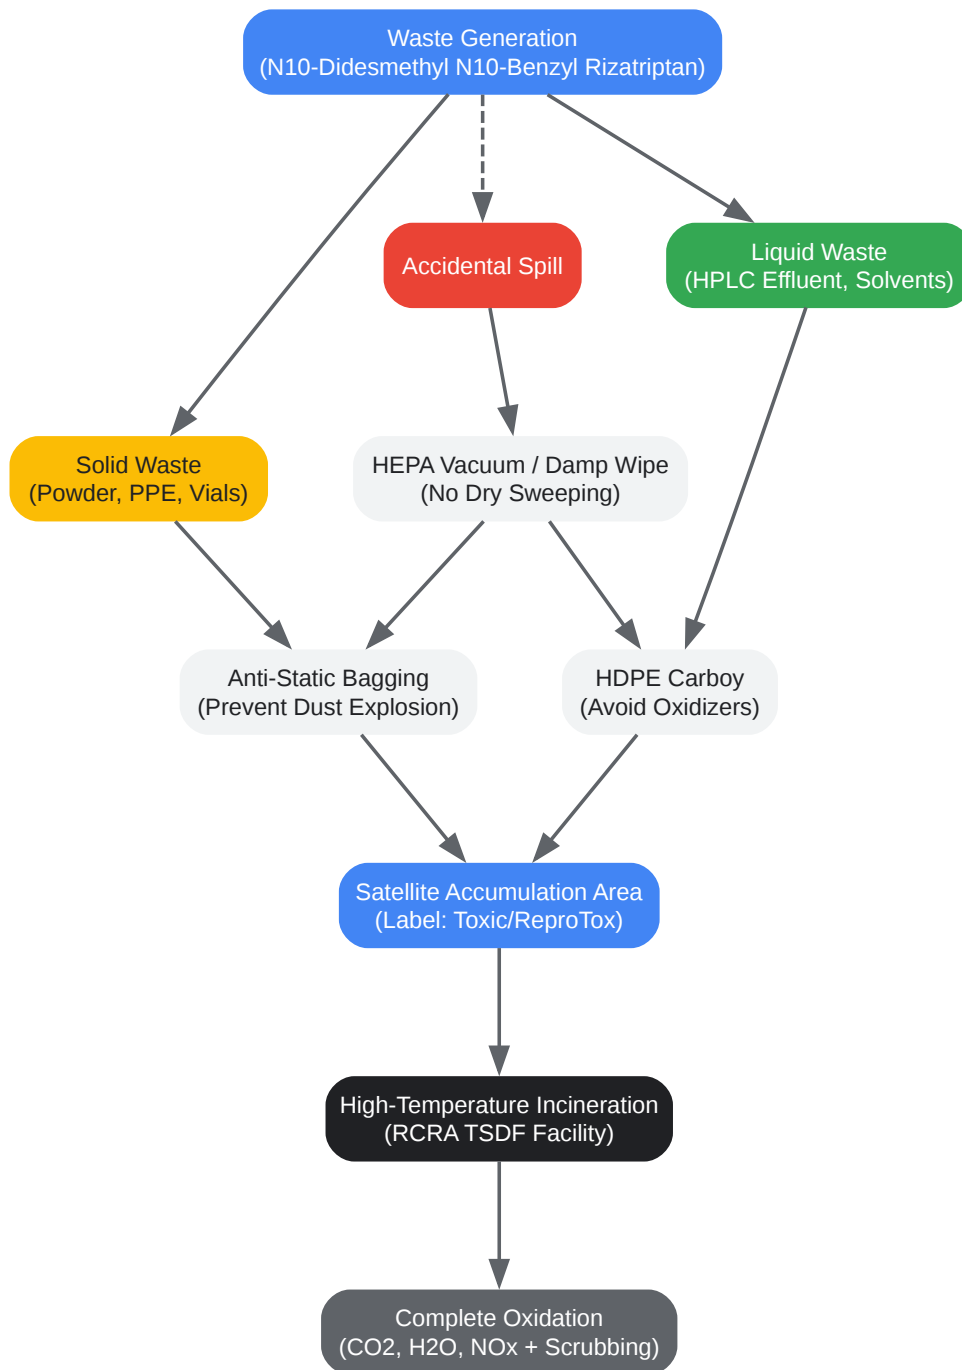 Waste Generation
(N10-Didesmethyl N10-Benzyl Rizatriptan)
Accidental Spill
Liquid Waste
(HPLC Effluent, Solvents)
Solid Waste
(Powder, PPE, Vials)
HEPA Vacuum / Damp Wipe
(No Dry Sweeping)
Anti-Static Bagging
(Prevent Dust Explosion)
HDPE Carboy
(Avoid Oxidizers)
Satellite Accumulation Area
(Label: Toxic/ReproTox)
High-Temperature Incineration
(RCRA TSDF Facility)
Complete Oxidation
(CO2, H2O, NOx + Scrubbing)